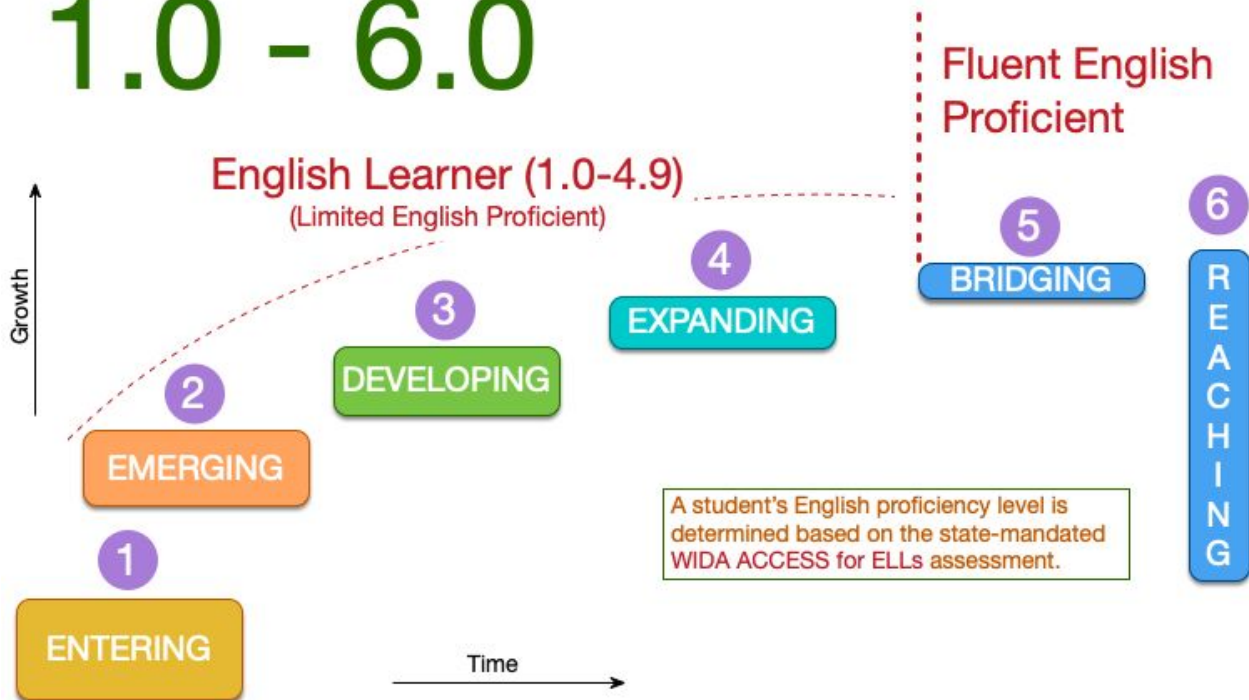 1.0 - 6.0
Fluent English
Proficient
English Learner (1.0-4.9)
(Limited English Proficient)
Growth
6
REACHING
5
BRIDGING
4
EXPANDING
3
DEVELOPING
2
EMERGING
A student's English proficiency level is
determined based on the state-mandated
WIDA ACCESS for ELLs assessment.
1
ENTERING
Time